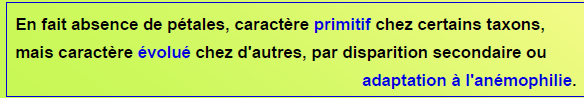 En fait absence de pétales, caractère primitif chez certains taxons,
mais caractère évolué chez d'autres, par disparition secondaire ou
adaptation à l'anémophilie.